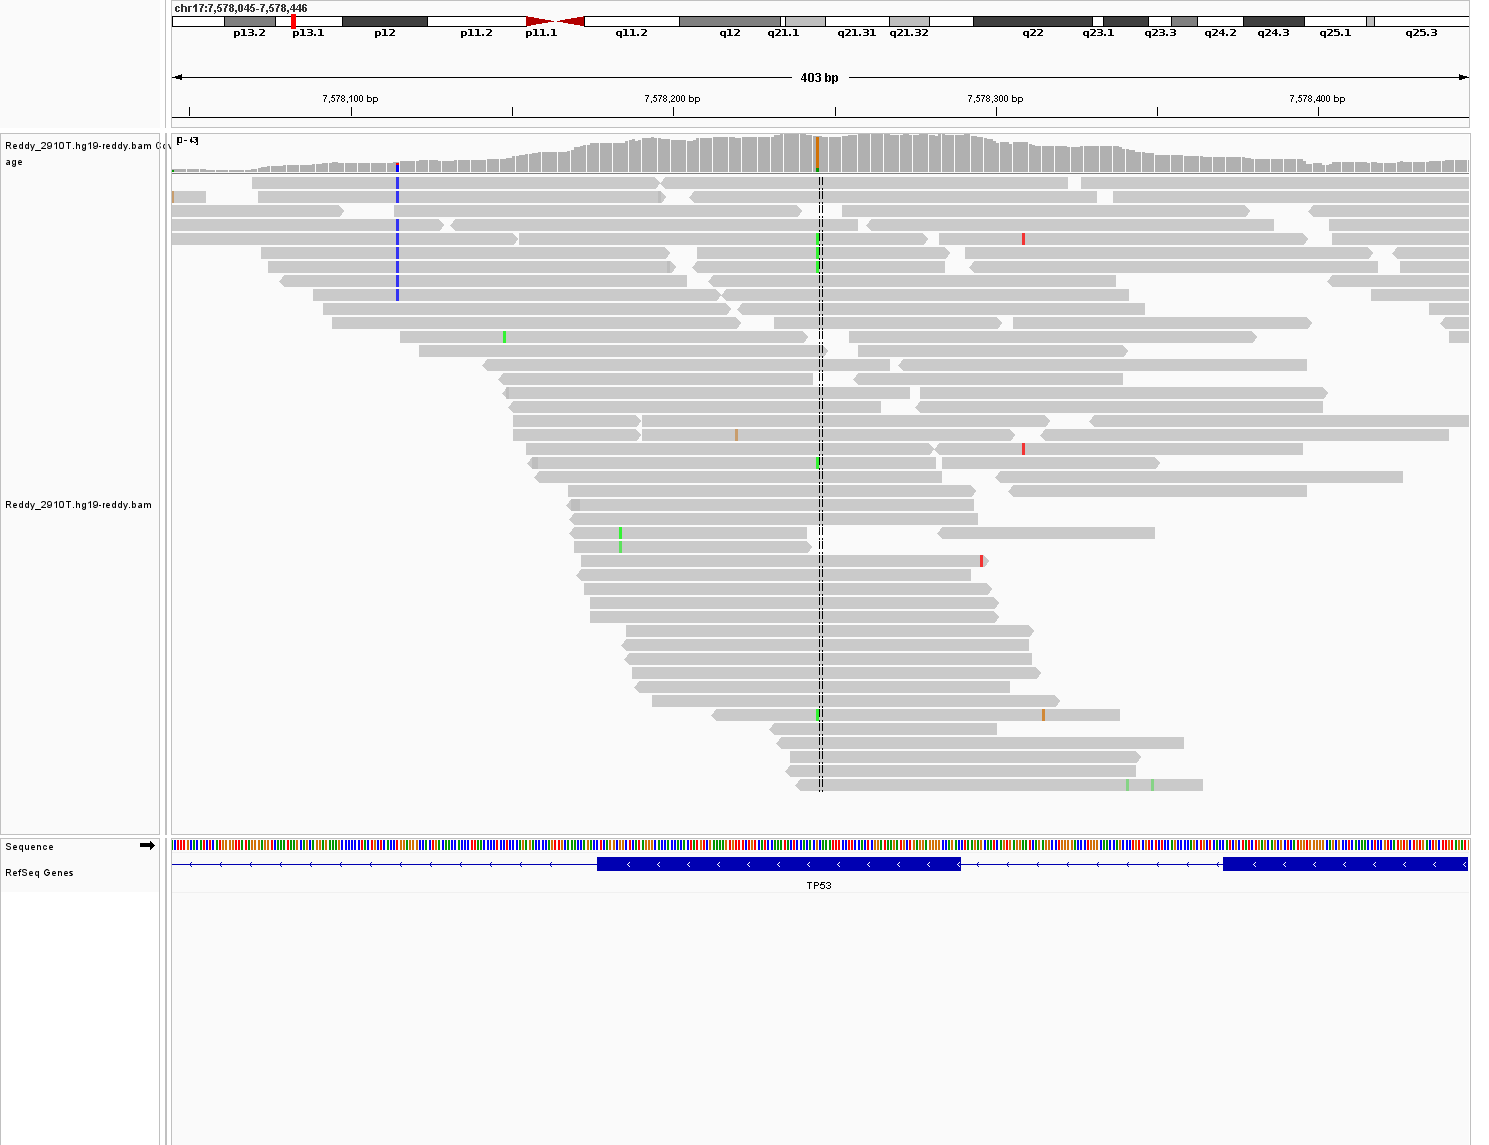 chr17:7,578,045-7,578,446
p13.2 p13.1 p12 p11.2 p11.1 q11.2 q12 q21.1 q21.31 q21.32 q22 q23.1 q23.3 q24.2 q24.3 q25.1 q25.3
403 bp
7,578,100 bp 7,578,200 bp 7,578,300 bp 7,578,400 bp
Reddy_2910T.hg19-reddy.bam Cov
age
[0 - 43]
Reddy_2910T.hg19-reddy.bam
Sequence
RefSeq Genes
TP53